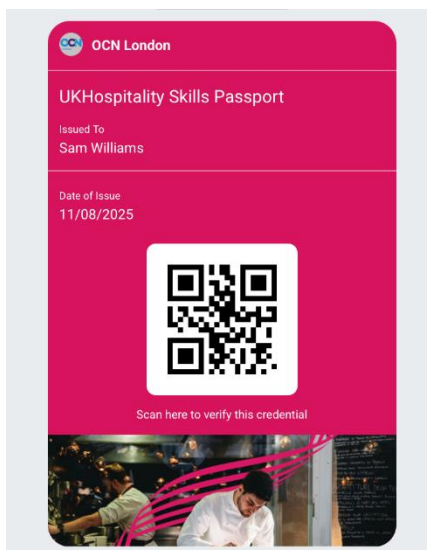 OCN
OCN London
UKHospitality Skills Passport
Issued To
Sam Williams
Date of Issue
11/08/2025
Scan here to verify this credential